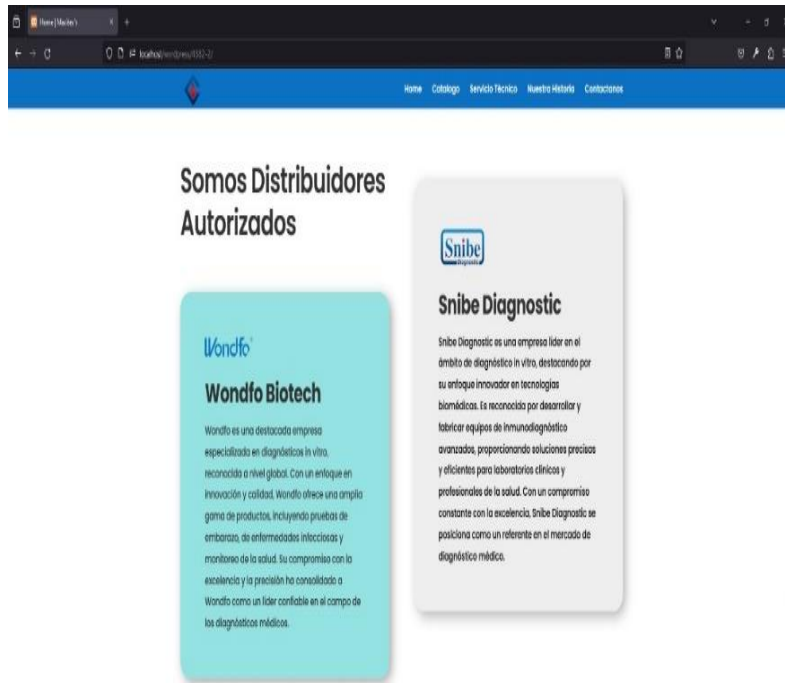 Home | Macitev's
localhost/wordpress/8382-2/
Home Catalogo Servicio Técnico Nuestra Historia Contactanos
Somos Distribuidores
Autorizados
Wondfo
Wondfo Biotech
Wondfo es una destacada empresa
especializada en diagnósticos in vitro,
reconocida a nivel global. Con un enfoque en
innovación y calidad, Wondfo ofrece una amplia
gama de productos, incluyendo pruebas de
embarazo, de enfermedades infecciosas y
monitoreo de la salud. Su compromiso con la
excelencia y la precisión ha consolidado a
Wondfo como un líder confiable en el campo de
los diagnósticos médicos.
Snibe
Diagnostic
Snibe Diagnostic
Snibe Diagnostic es una empresa líder en el
ámbito de diagnóstico in vitro, destacando por
su enfoque innovador en tecnologías
biomédicas. Es reconocida por desarrollar y
fabricar equipos de inmunodiagnóstico
avanzados, proporcionando soluciones precisas
y eficientes para laboratorios clínicos y
profesionales de la salud. Con un compromiso
constante con la excelencia, Snibe Diagnostic se
posiciona como un referente en el mercado de
diagnóstico médico.